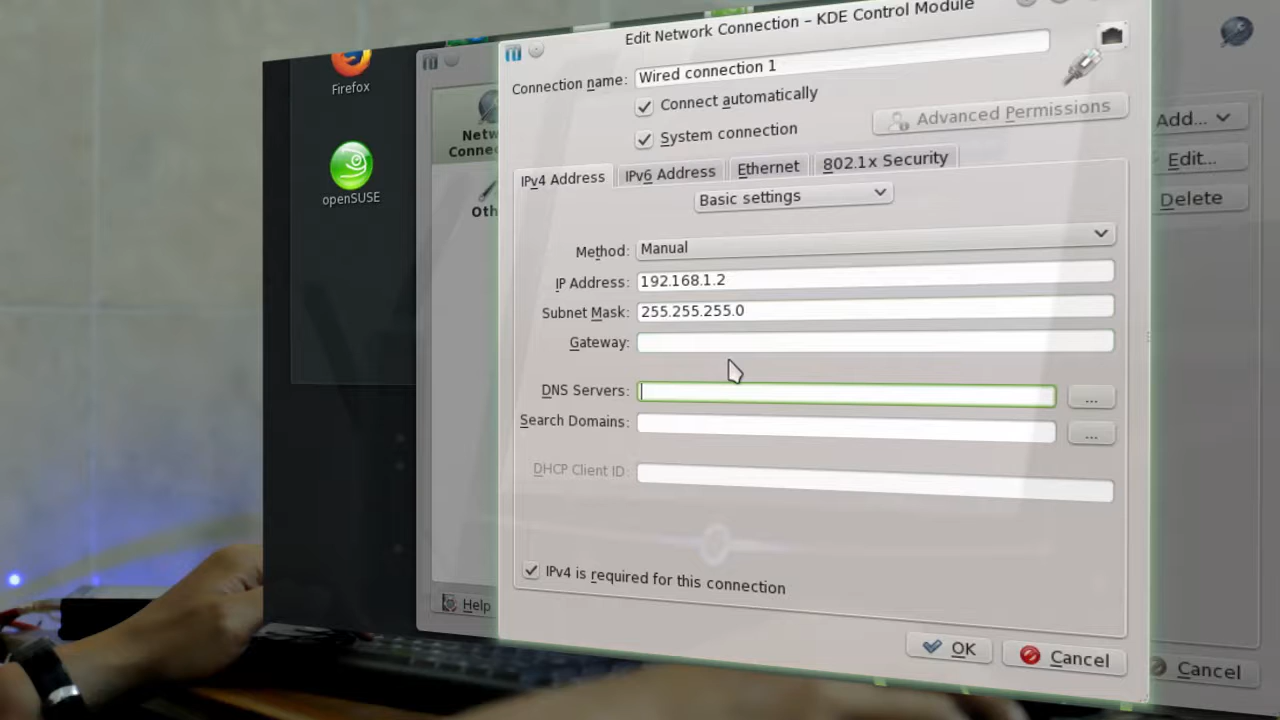 Edit Network Connection – KDE Control Module
Firefox
openSUSE
Connection name: Wired connection 1
Connect automatically
System connection
Advanced Permissions
IPv4 Address IPv6 Address Ethernet 802.1x Security
Basic settings
Method: Manual
IP Address: 192.168.1.2
Subnet Mask: 255.255.255.0
Gateway:
DNS Servers:
...
Search Domains:
...
DHCP Client ID:
IPv4 is required for this connection
OK Cancel
Netw
Connec
Oth
Help
Add...
Edit...
Delete
Cancel